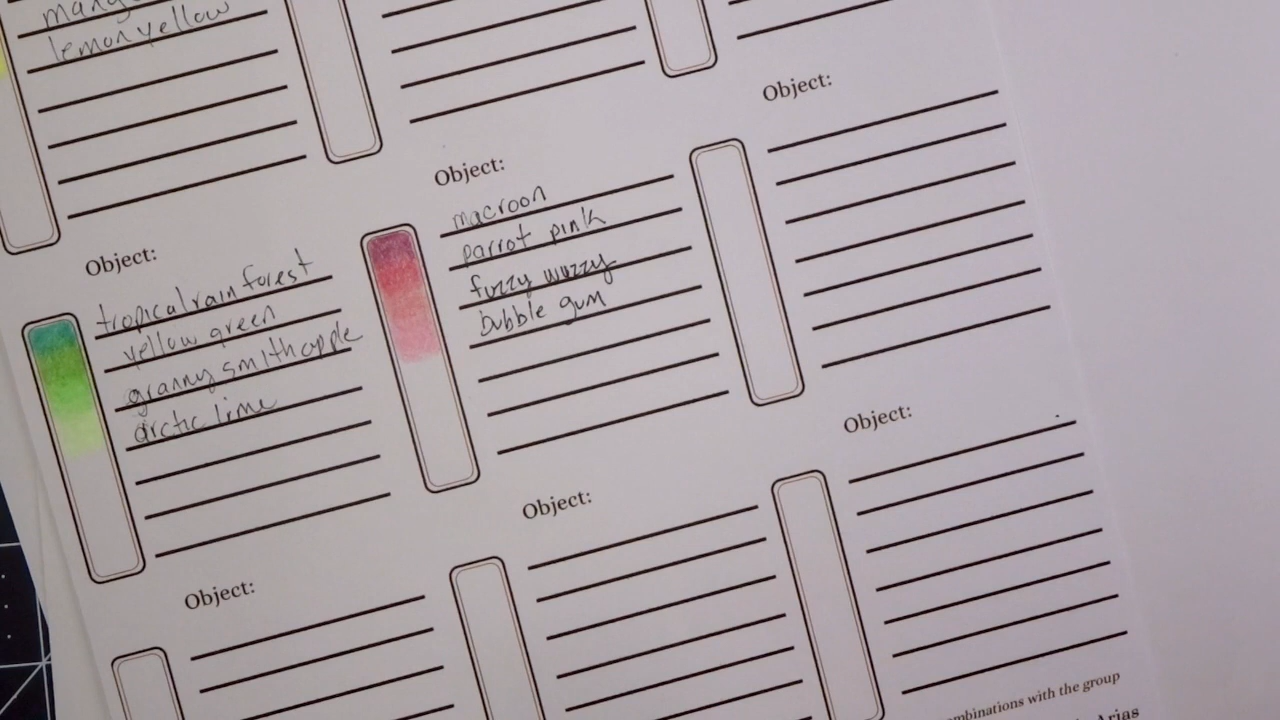 lemon yellow
Object:
Object:
macroon
parrot pink
fuzzy wuzzy
bubble gum
Object:
tropical rain forest
yellow green
granny smith apple
arctic lime
Object:
Object:
Object:
combinations with the group
Arias